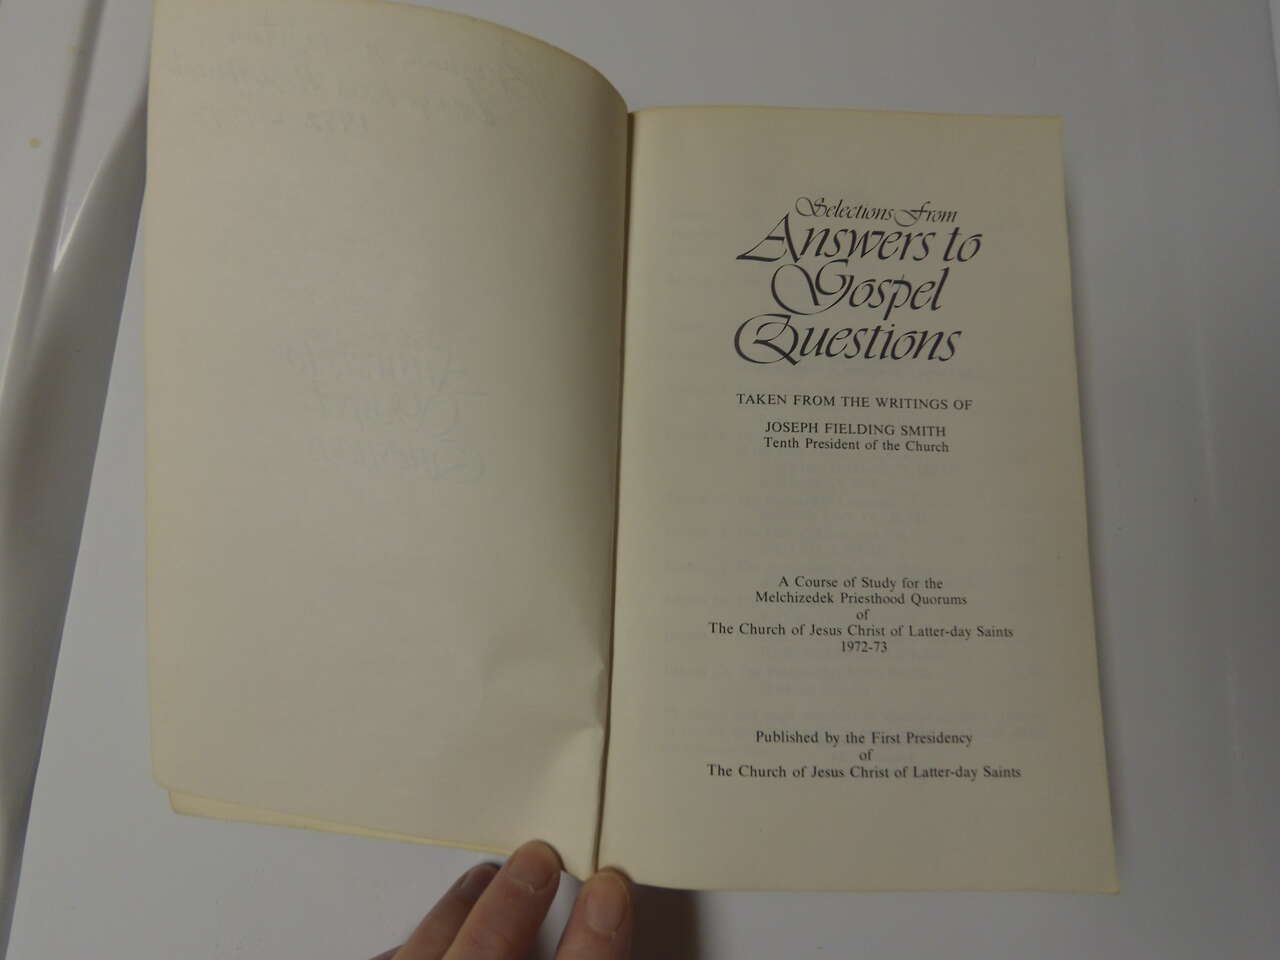 Selections From
Answers to
Gospel
Questions
TAKEN FROM THE WRITINGS OF
JOSEPH FIELDING SMITH
Tenth President of the Church
A Course of Study for the
Melchizedek Priesthood Quorums
of
The Church of Jesus Christ of Latter-day Saints
1972-73
Published by the First Presidency
of
The Church of Jesus Christ of Latter-day Saints